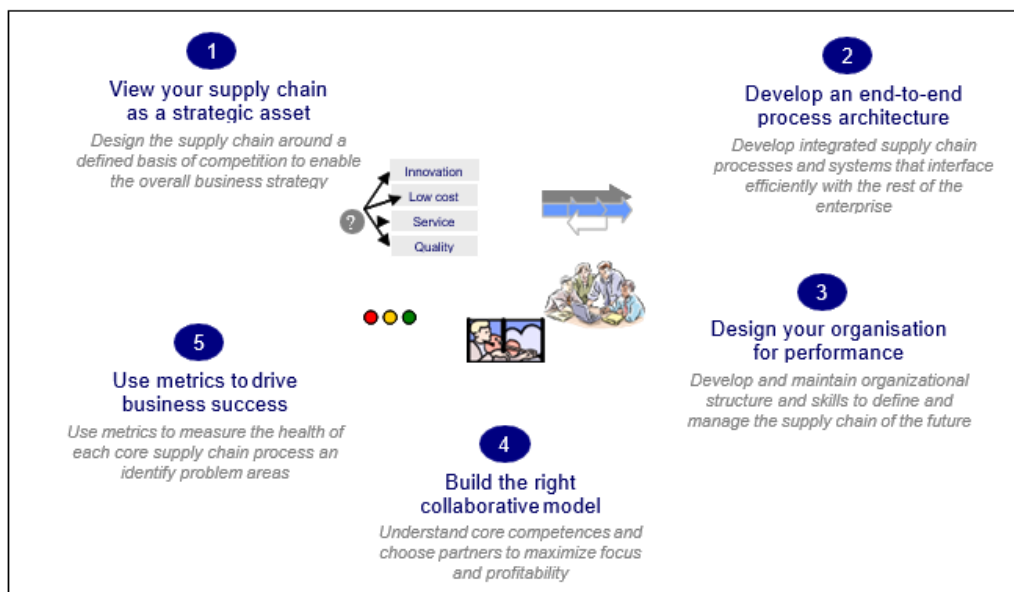 1
View your supply chain
as a strategic asset
Design the supply chain around a
defined basis of competition to enable
the overall business strategy
?
Innovation
Low cost
Service
Quality
2
Develop an end-to-end
process architecture
Develop integrated supply chain
processes and systems that interface
efficiently with the rest of the
enterprise
3
Design your organisation
for performance
Develop and maintain organizational
structure and skills to define and
manage the supply chain of the future
4
Build the right
collaborative model
Understand core competences and
choose partners to maximize focus
and profitability
5
Use metrics to drive
business success
Use metrics to measure the health of
each core supply chain process an
identify problem areas